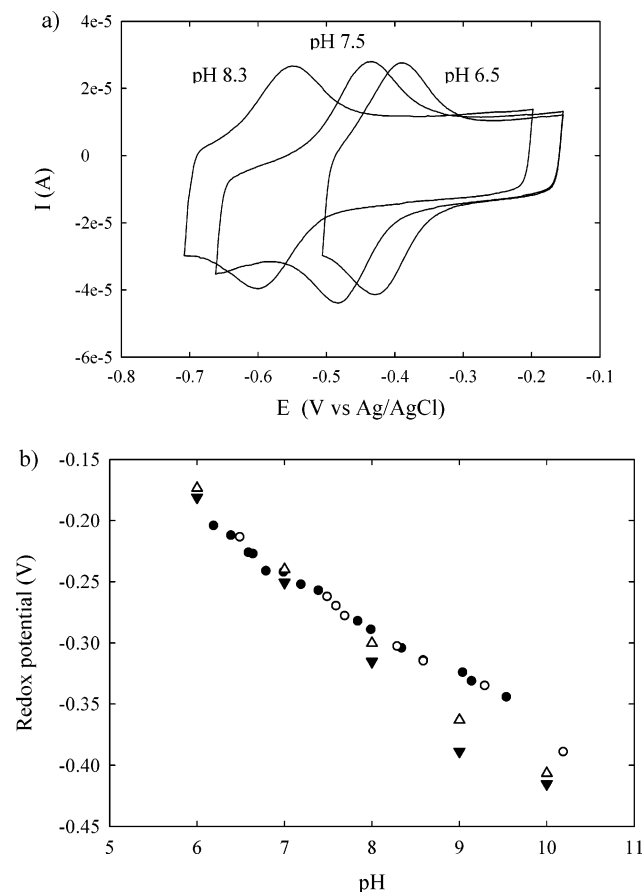 a)
pH 7.5
pH 8.3
pH 6.5
4e-5
2e-5
0
-2e-5
-4e-5
-6e-5
I (A)
-0.8 -0.7 -0.6 -0.5 -0.4 -0.3 -0.2 -0.1
E (V vs Ag/AgCl)
b)
-0.15
-0.20
-0.25
-0.30
-0.35
-0.40
-0.45
Redox potential (V)
5 6 7 8 9 10 11
pH